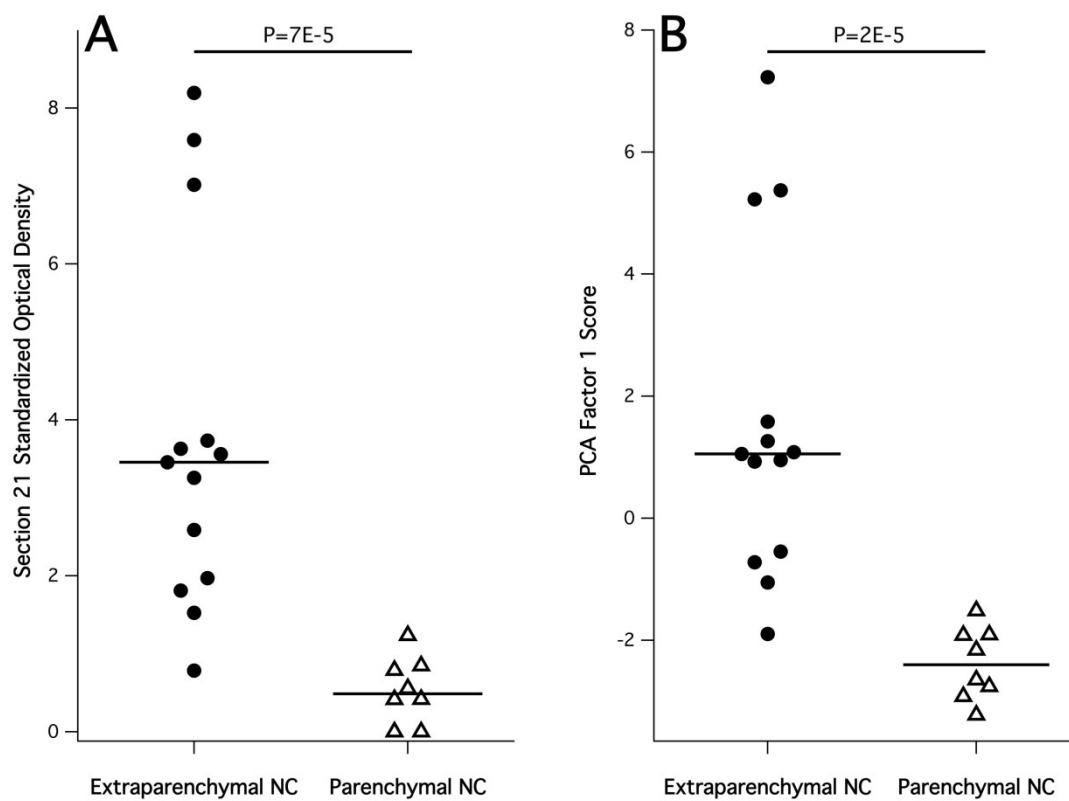 A
P=7E-5
Section 21 Standardized Optical Density
8
6
4
2
0
Extraparenchymal NC
Parenchymal NC
B
P=2E-5
PCA Factor 1 Score
8
6
4
2
0
-2
Extraparenchymal NC
Parenchymal NC